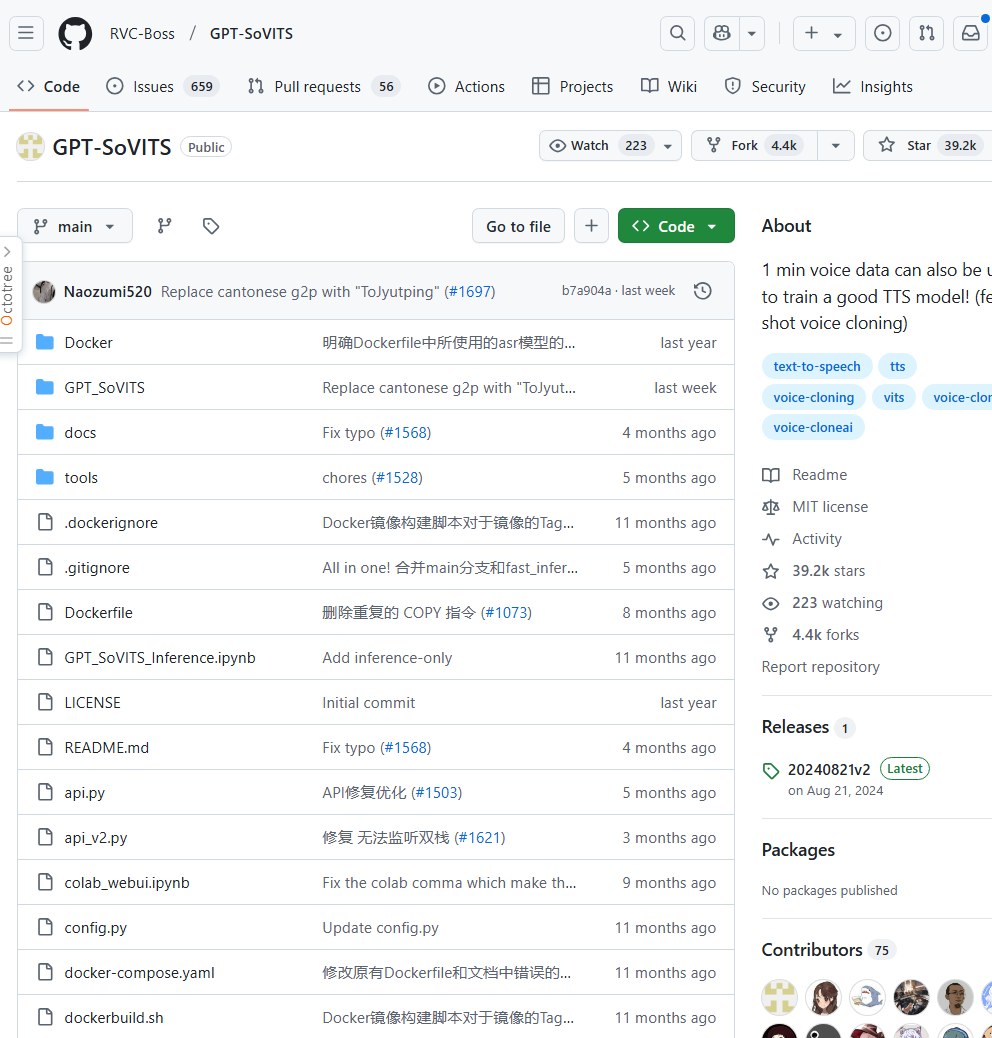 RVC-Boss / GPT-SoVITS
Code Issues 659 Pull requests 56 Actions Projects Wiki Security Insights
GPT-SoVITS Public Watch 223 Fork 4.4k Star 39.2k
main Go to file Code
Octotree
Naozumi520 Replace cantonese g2p with "ToJyutping" (#1697) b7a904a · last week
Docker 明确Dockerfile中所使用的asr模型的... last year
GPT_SoVITS Replace cantonese g2p with "ToJyut... last week
docs Fix typo (#1568) 4 months ago
tools chores (#1528) 5 months ago
.dockerignore Docker镜像构建脚本对于镜像的Tag... 11 months ago
.gitignore All in one! 合并main分支和fast_infer... 5 months ago
Dockerfile 删除重复的 COPY 指令 (#1073) 8 months ago
GPT_SoVITS_Inference.ipynb Add inference-only 11 months ago
LICENSE Initial commit last year
README.md Fix typo (#1568) 4 months ago
api.py API修复优化 (#1503) 5 months ago
api_v2.py 修复 无法监听双栈 (#1621) 3 months ago
colab_webui.ipynb Fix the colab comma which make th... 9 months ago
config.py Update config.py 11 months ago
docker-compose.yaml 修改原有Dockerfile和文档中错误的... 11 months ago
dockerbuild.sh Docker镜像构建脚本对于镜像的Tag... 11 months ago
About
1 min voice data can also be
to train a good TTS model! (
shot voice cloning)
text-to-speech tts
voice-cloning vits
voice-cloneai
Readme
MIT license
Activity
39.2k stars
223 watching
4.4k forks
Report repository
Releases 1
20240821v2 Latest
on Aug 21, 2024
Packages
No packages published
Contributors 75